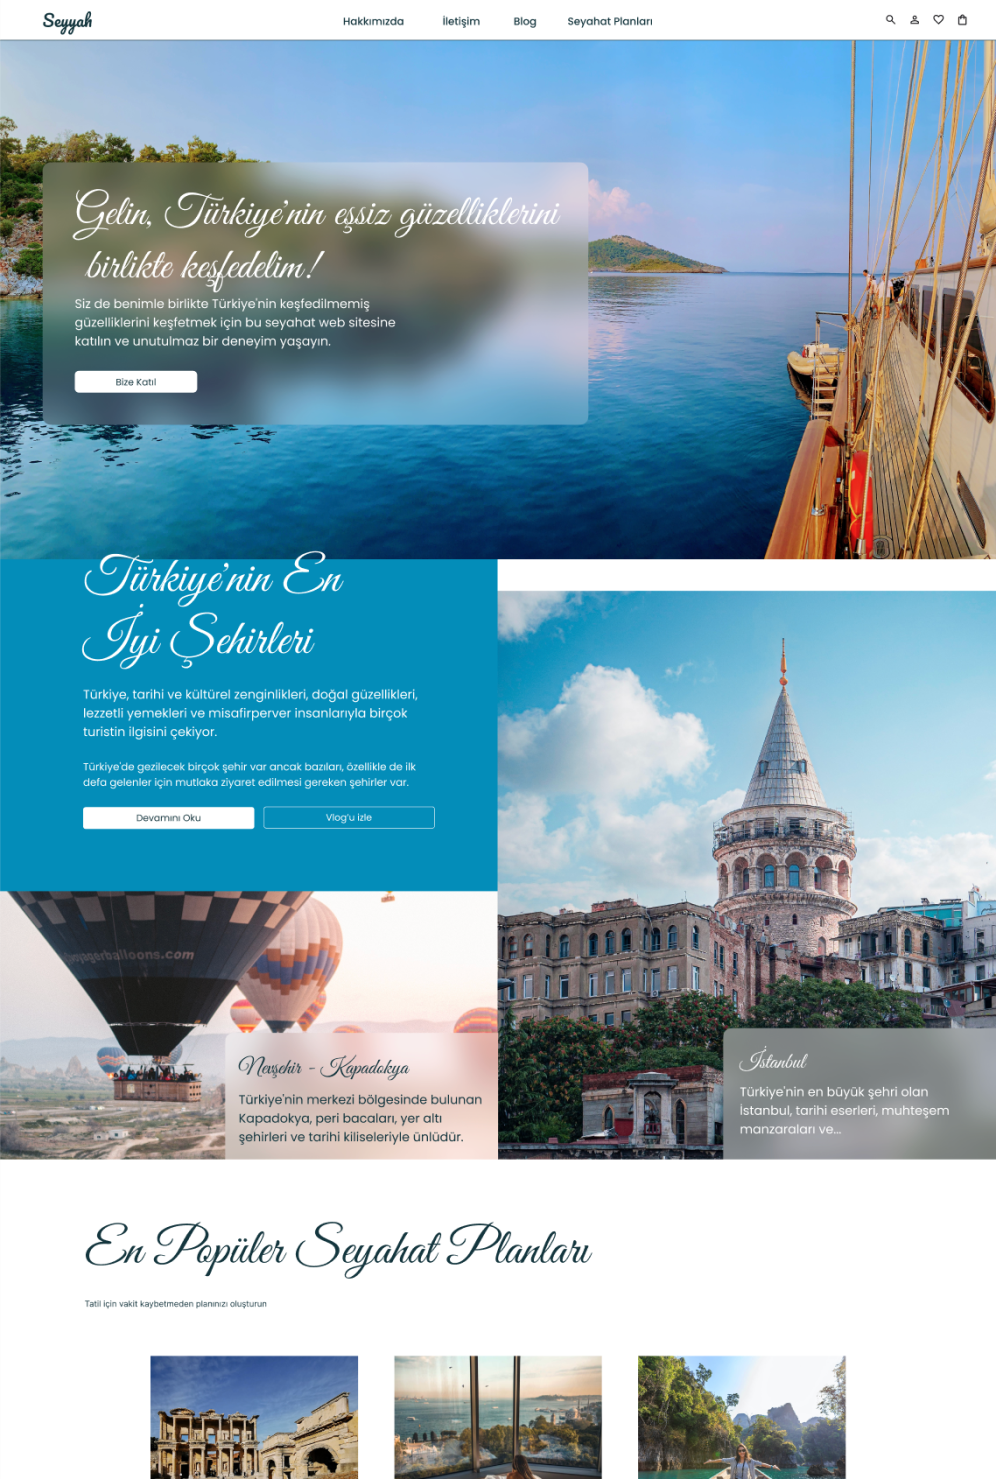 Seyyah
Hakkımızda İletişim Blog Seyahat Planları
Gelin, Türkiye'nin eşsiz güzelliklerini
birlikte keşfedelim!
Siz de benimle birlikte Türkiye'nin keşfedilmemiş
güzelliklerini keşfetmek için bu seyahat web sitesine
katılın ve unutulmaz bir deneyim yaşayın.
Bize Katıl
Türkiye'nin En
İyi Şehirleri
Türkiye, tarihi ve kültürel zenginlikleri, doğal güzellikleri,
lezzetli yemekleri ve misafirperver insanlarıyla birçok
turistin ilgisini çekiyor.
Türkiye'de gezilecek birçok şehir var ancak bazıları, özellikle de ilk
defa gelenler için mutlaka ziyaret edilmesi gereken şehirler var.
Devamını Oku
Vlog'u izle
Nevşehir - Kapadokya
Türkiye'nin merkezi bölgesinde bulunan
Kapadokya, peri bacaları, yer altı
şehirleri ve tarihi kiliseleriyle ünlüdür.
İstanbul
Türkiye'nin en büyük şehri olan
İstanbul, tarihi eserleri, muhteşem
manzaraları ve...
En Popüler Seyahat Planları
Tatil için vakit kaybetmeden planınızı oluşturun